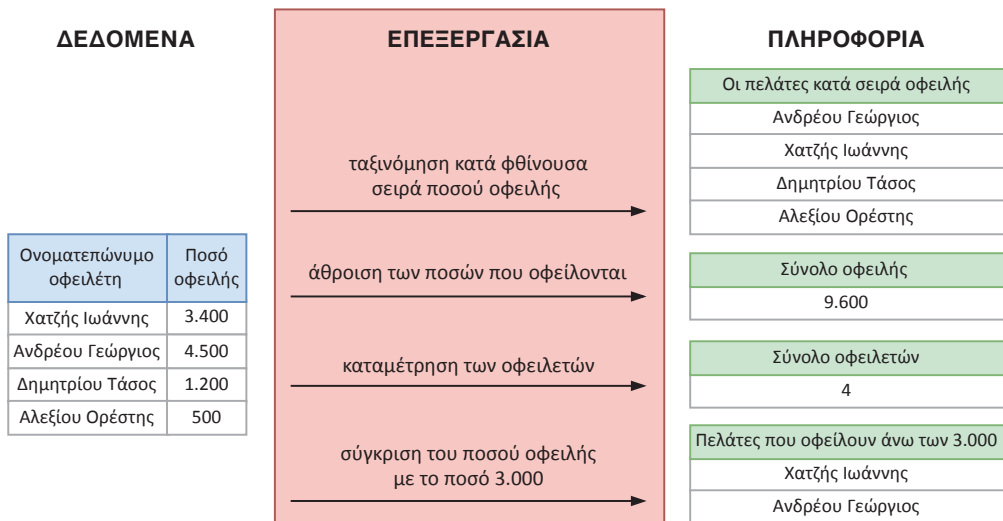 ΔΕΔΟΜΕΝΑ
Ονοματεπώνυμο οφειλέτη | Ποσό οφειλής
Χατζής Ιωάννης | 3.400
Ανδρέου Γεώργιος | 4.500
Δημητρίου Τάσος | 1.200
Αλεξίου Ορέστης | 500
ΕΠΕΞΕΡΓΑΣΙΑ
ταξινόμηση κατά φθίνουσα
σειρά ποσού οφειλής
άθροιση των ποσών που οφείλονται
καταμέτρηση των οφειλετών
σύγκριση του ποσού οφειλής
με το ποσό 3.000
ΠΛΗΡΟΦΟΡΙΑ
Οι πελάτες κατά σειρά οφειλής
Ανδρέου Γεώργιος
Χατζής Ιωάννης
Δημητρίου Τάσος
Αλεξίου Ορέστης
Σύνολο οφειλής
9.600
Σύνολο οφειλετών
4
Πελάτες που οφείλουν άνω των 3.000
Χατζής Ιωάννης
Ανδρέου Γεώργιος